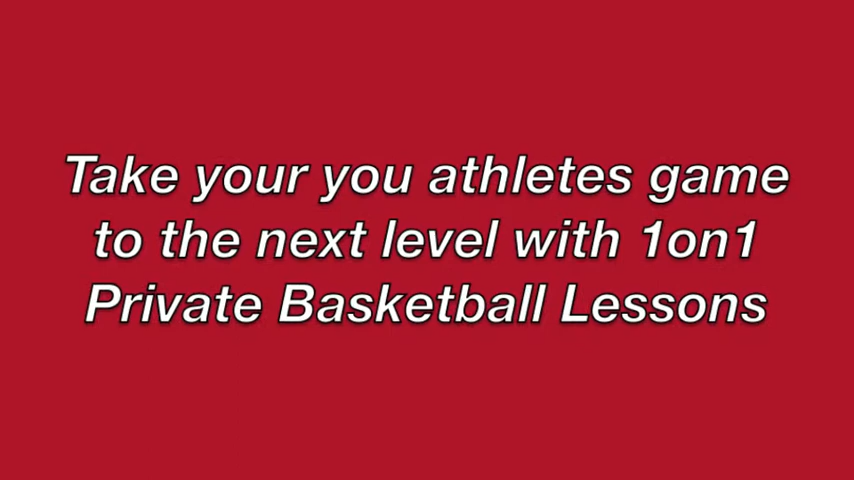 Take your you athletes game
to the next level with 1on1
Private Basketball Lessons